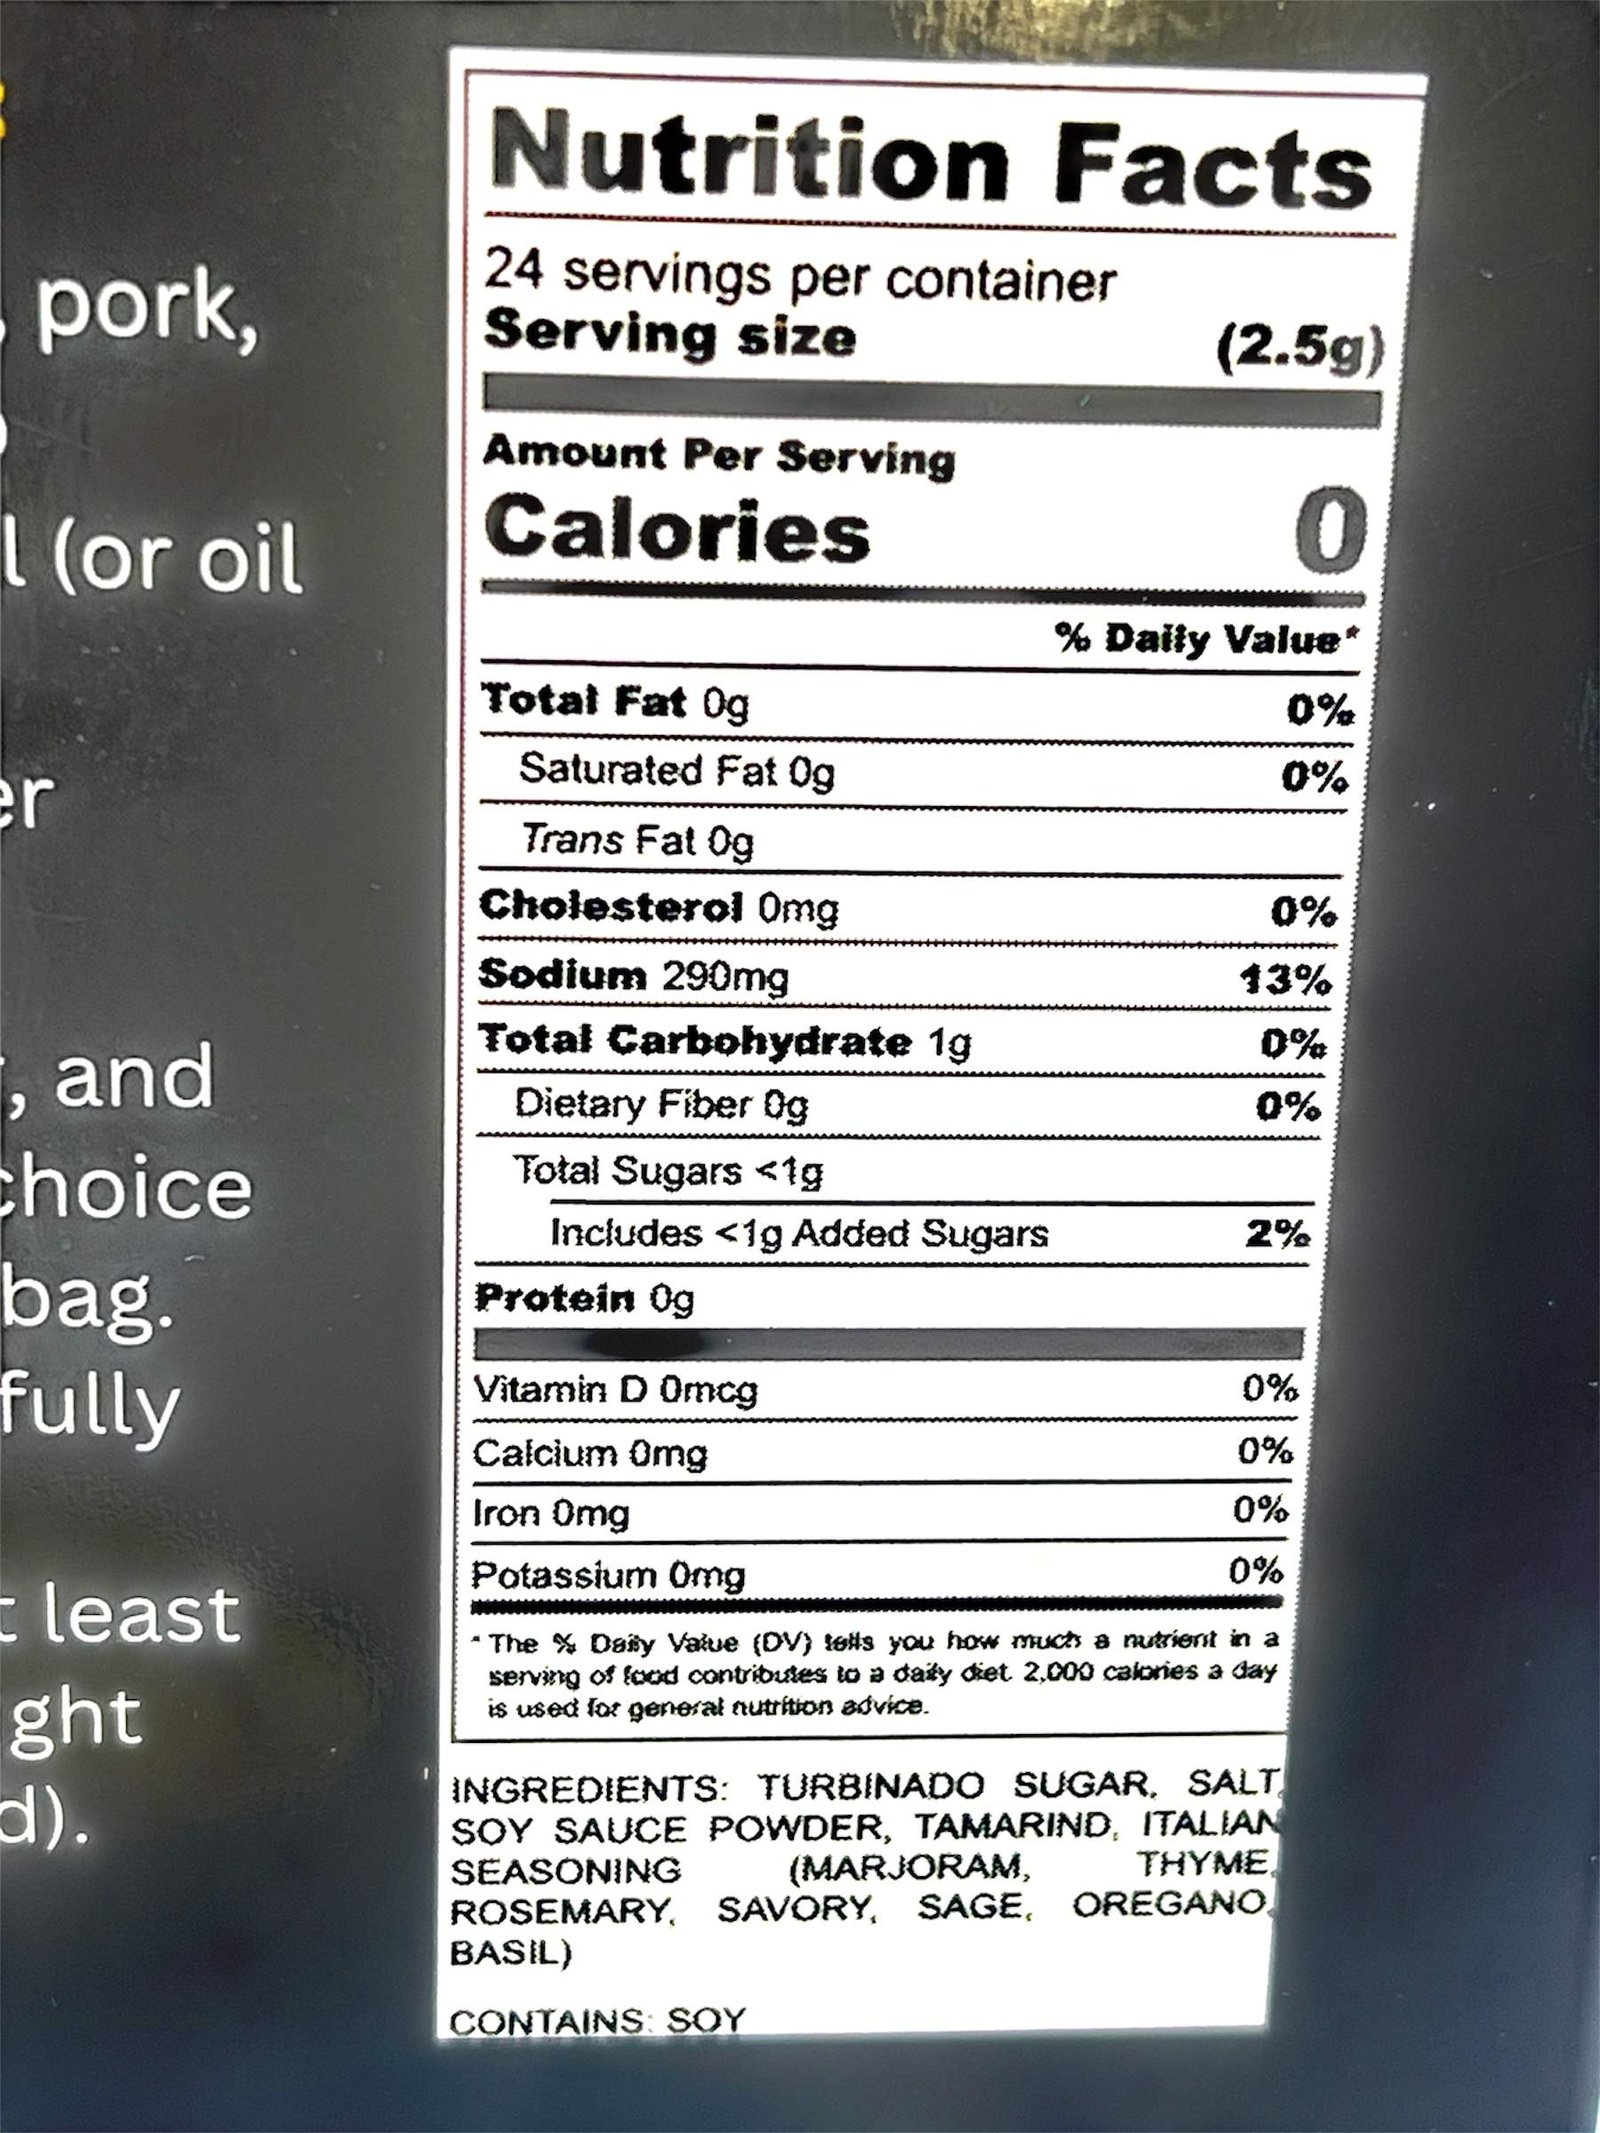 pork,
(or oil
er
, and
choice
bag.
fully
t least
ght
d).
Nutrition Facts
24 servings per container
Serving size (2.5g)
Amount Per Serving
Calories 0
% Daily Value*
Total Fat 0g 0%
Saturated Fat 0g 0%
Trans Fat 0g
Cholesterol 0mg 0%
Sodium 290mg 13%
Total Carbohydrate 1g 0%
Dietary Fiber 0g 0%
Total Sugars <1g
Includes <1g Added Sugars 2%
Protein 0g
Vitamin D 0mcg 0%
Calcium 0mg 0%
Iron 0mg 0%
Potassium 0mg 0%
* The % Daily Value (DV) tells you how much a nutrient in a
serving of food contributes to a daily diet. 2,000 calories a day
is used for general nutrition advice.
INGREDIENTS: TURBINADO SUGAR, SALT,
SOY SAUCE POWDER, TAMARIND, ITALIAN
SEASONING (MARJORAM, THYME,
ROSEMARY, SAVORY, SAGE, OREGANO,
BASIL)
CONTAINS: SOY